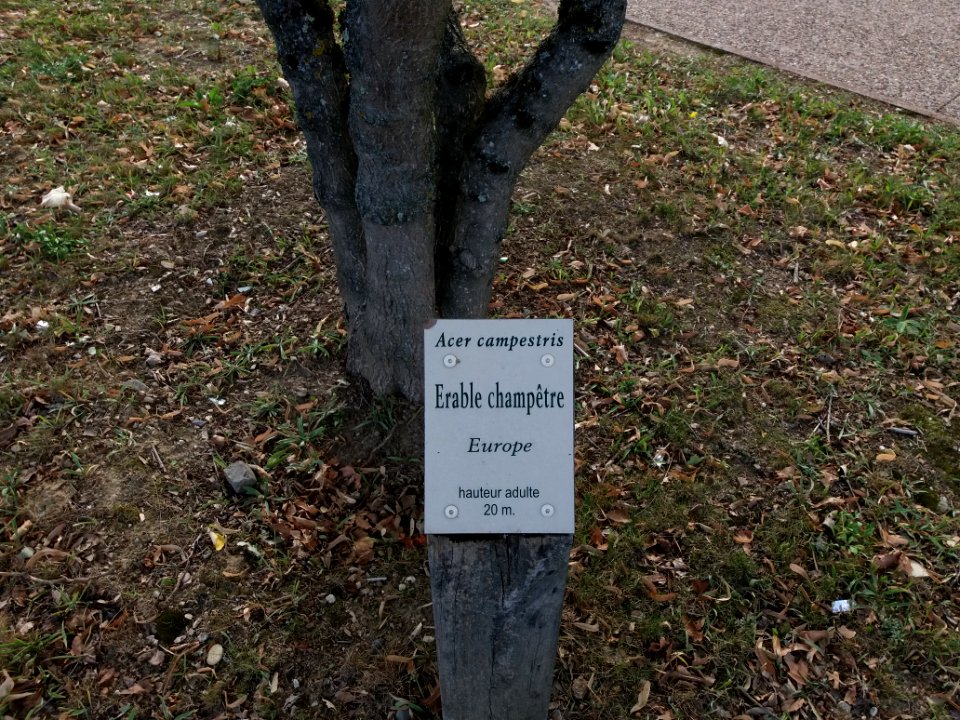 Acer campestris
Erable champêtre
Europe
hauteur adulte
20 m.